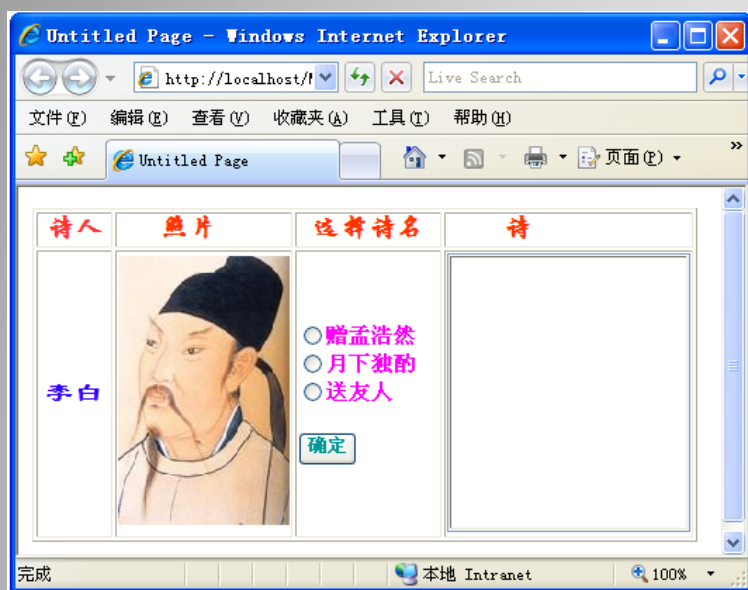 Untitled Page - Windows Internet Explorer
http://localhost/
Live Search
文件(F) 编辑(E) 查看(V) 收藏夹(A) 工具(T) 帮助(H)
Untitled Page
页面(P)
诗人 照片 选择诗名 诗
李白
赠孟浩然
月下独酌
送友人
确定
完成
本地 Intranet
100%